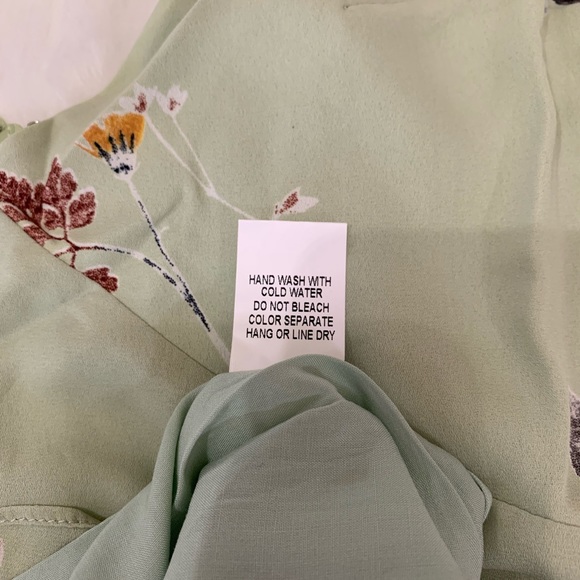 HAND WASH WITH
COLD WATER
DO NOT BLEACH
COLOR SEPARATE
HANG OR LINE DRY